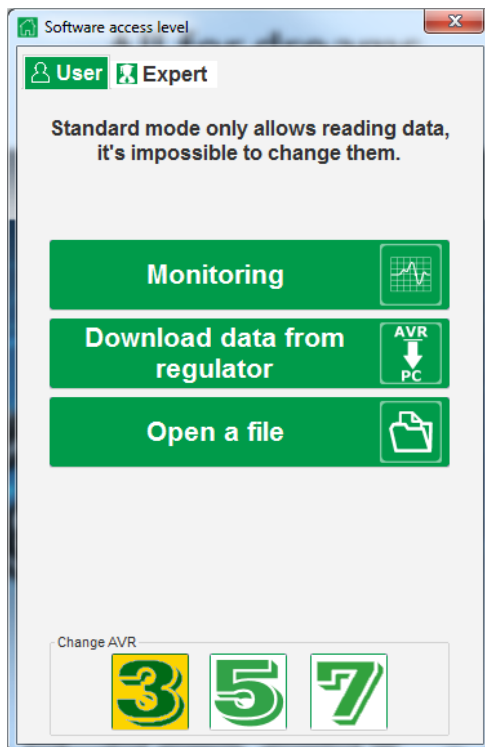 Software access level
x
User Expert
Standard mode only allows reading data,
it's impossible to change them.
Monitoring
Download data from
regulator
AVR
PC
Open a file
Change AVR
3 5 7